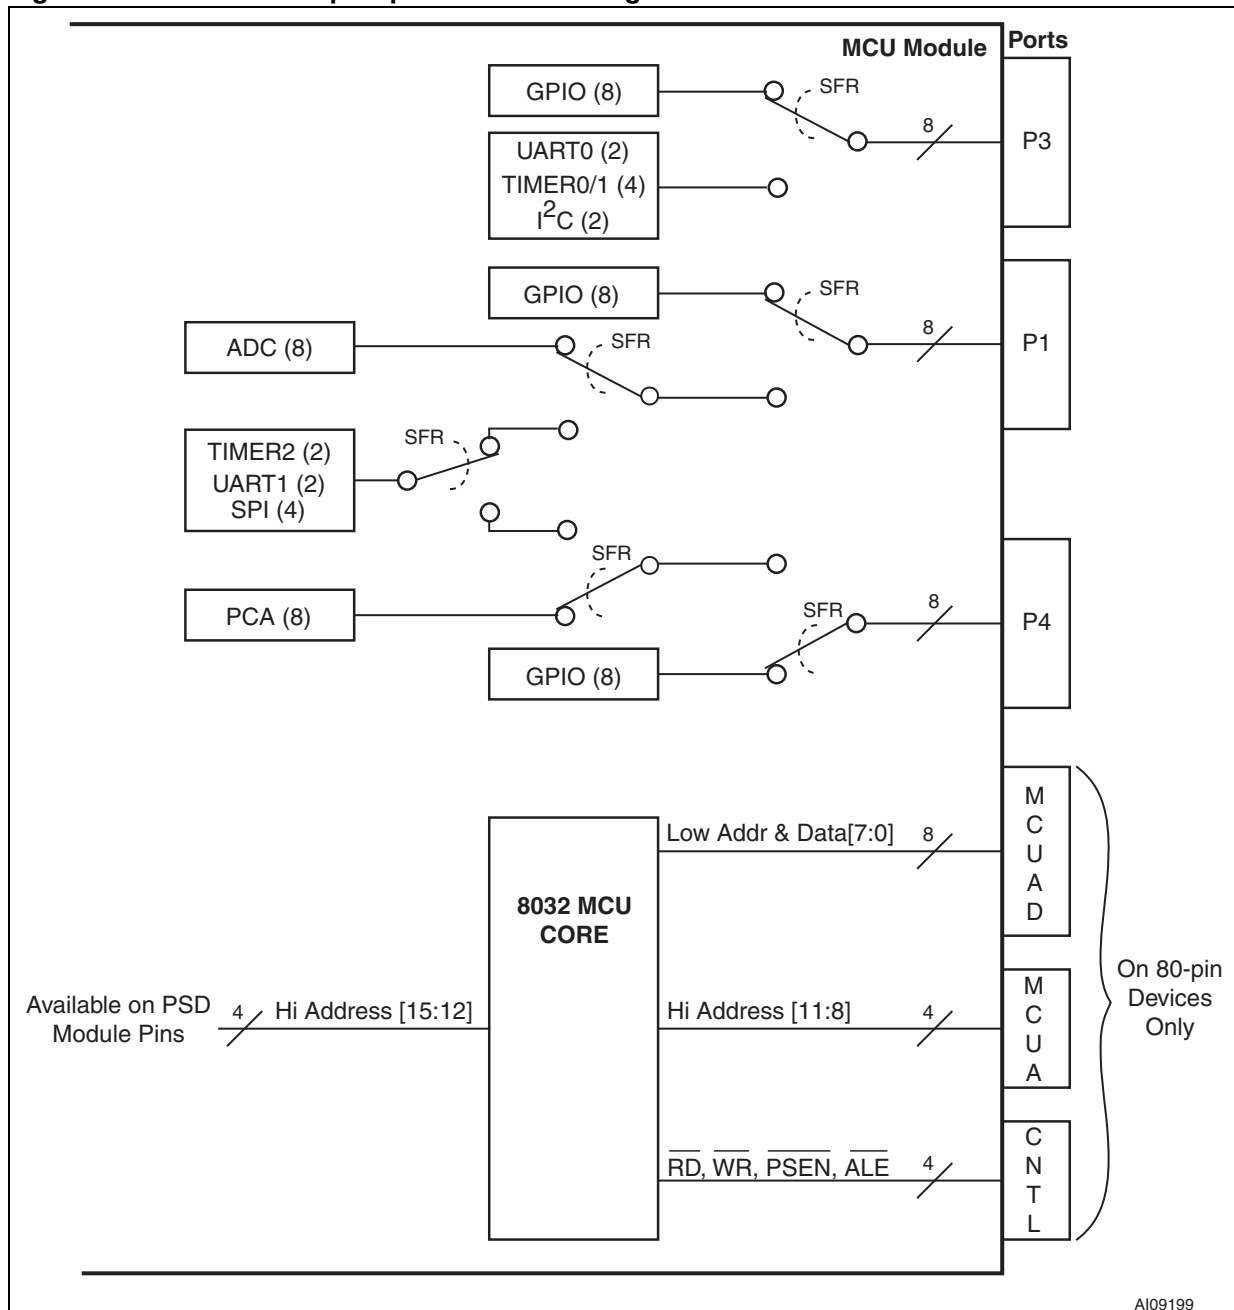 MCU Module
Ports
GPIO (8)
SFR
8
P3
UART0 (2)
TIMER0/1 (4)
I2C (2)
GPIO (8)
SFR
8
P1
ADC (8)
SFR
TIMER2 (2)
UART1 (2)
SPI (4)
SFR
PCA (8)
SFR
GPIO (8)
SFR
8
P4
8032 MCU
CORE
Low Addr & Data[7:0]
8
MCUAD
Available on PSD
Module Pins
4
Hi Address [15:12]
Hi Address [11:8]
4
MCUA
On 80-pin
Devices
Only
RD, WR, PSEN, ALE
4
CNTL
AI09199